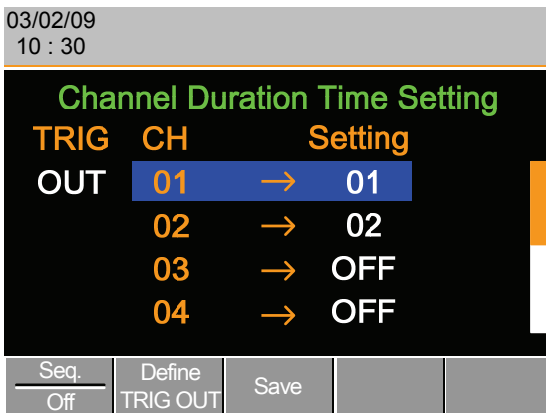 03/02/09
10 : 30
Channel Duration Time Setting
TRIG CH Setting
OUT 01 → 01
02 → 02
03 → OFF
04 → OFF
Seq. Define
Off TRIG OUT Save